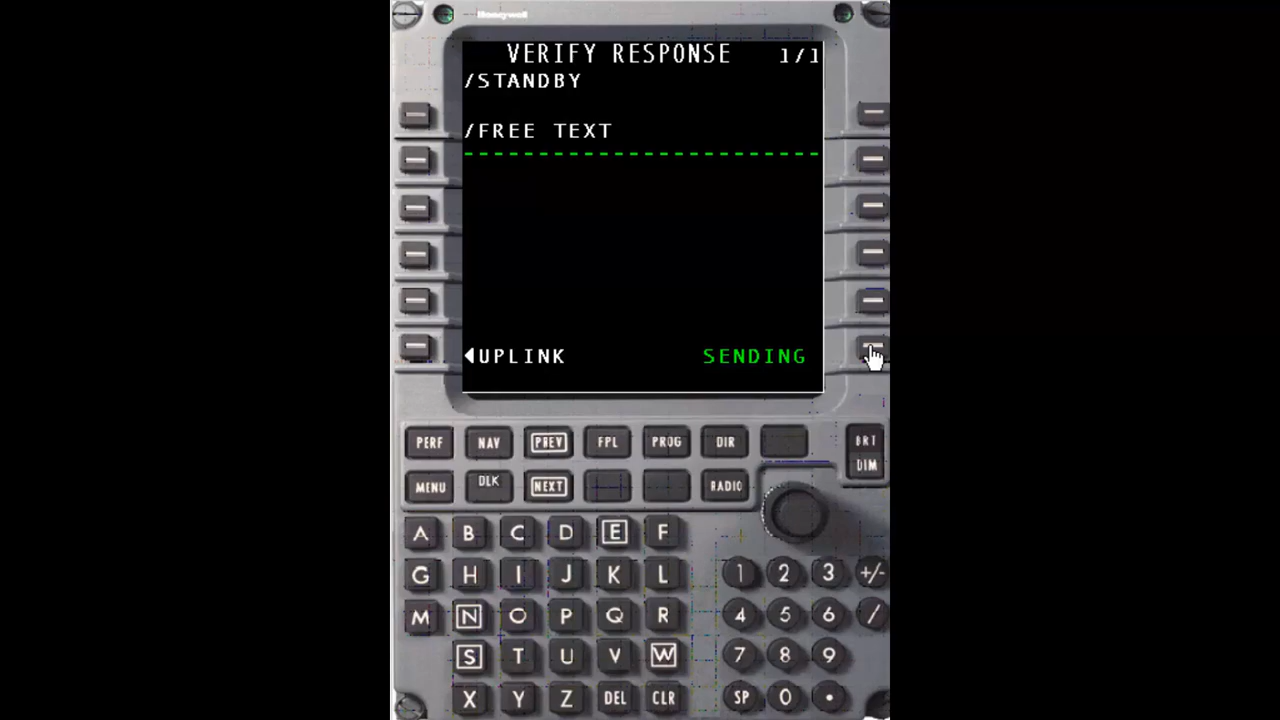 Honeywell
VERIFY RESPONSE 1/1
/STANDBY
/FREE TEXT
------------------------------
UPLINK SENDING
PERF NAV PREV FPL PROG DIR BRT
DIM
MENU DLK NEXT RADIO
A B C D E F
G H I J K L 1 2 3 +/-
M N O P Q R 4 5 6 /
S T U V W 7 8 9
X Y Z DEL CLR SP 0 •